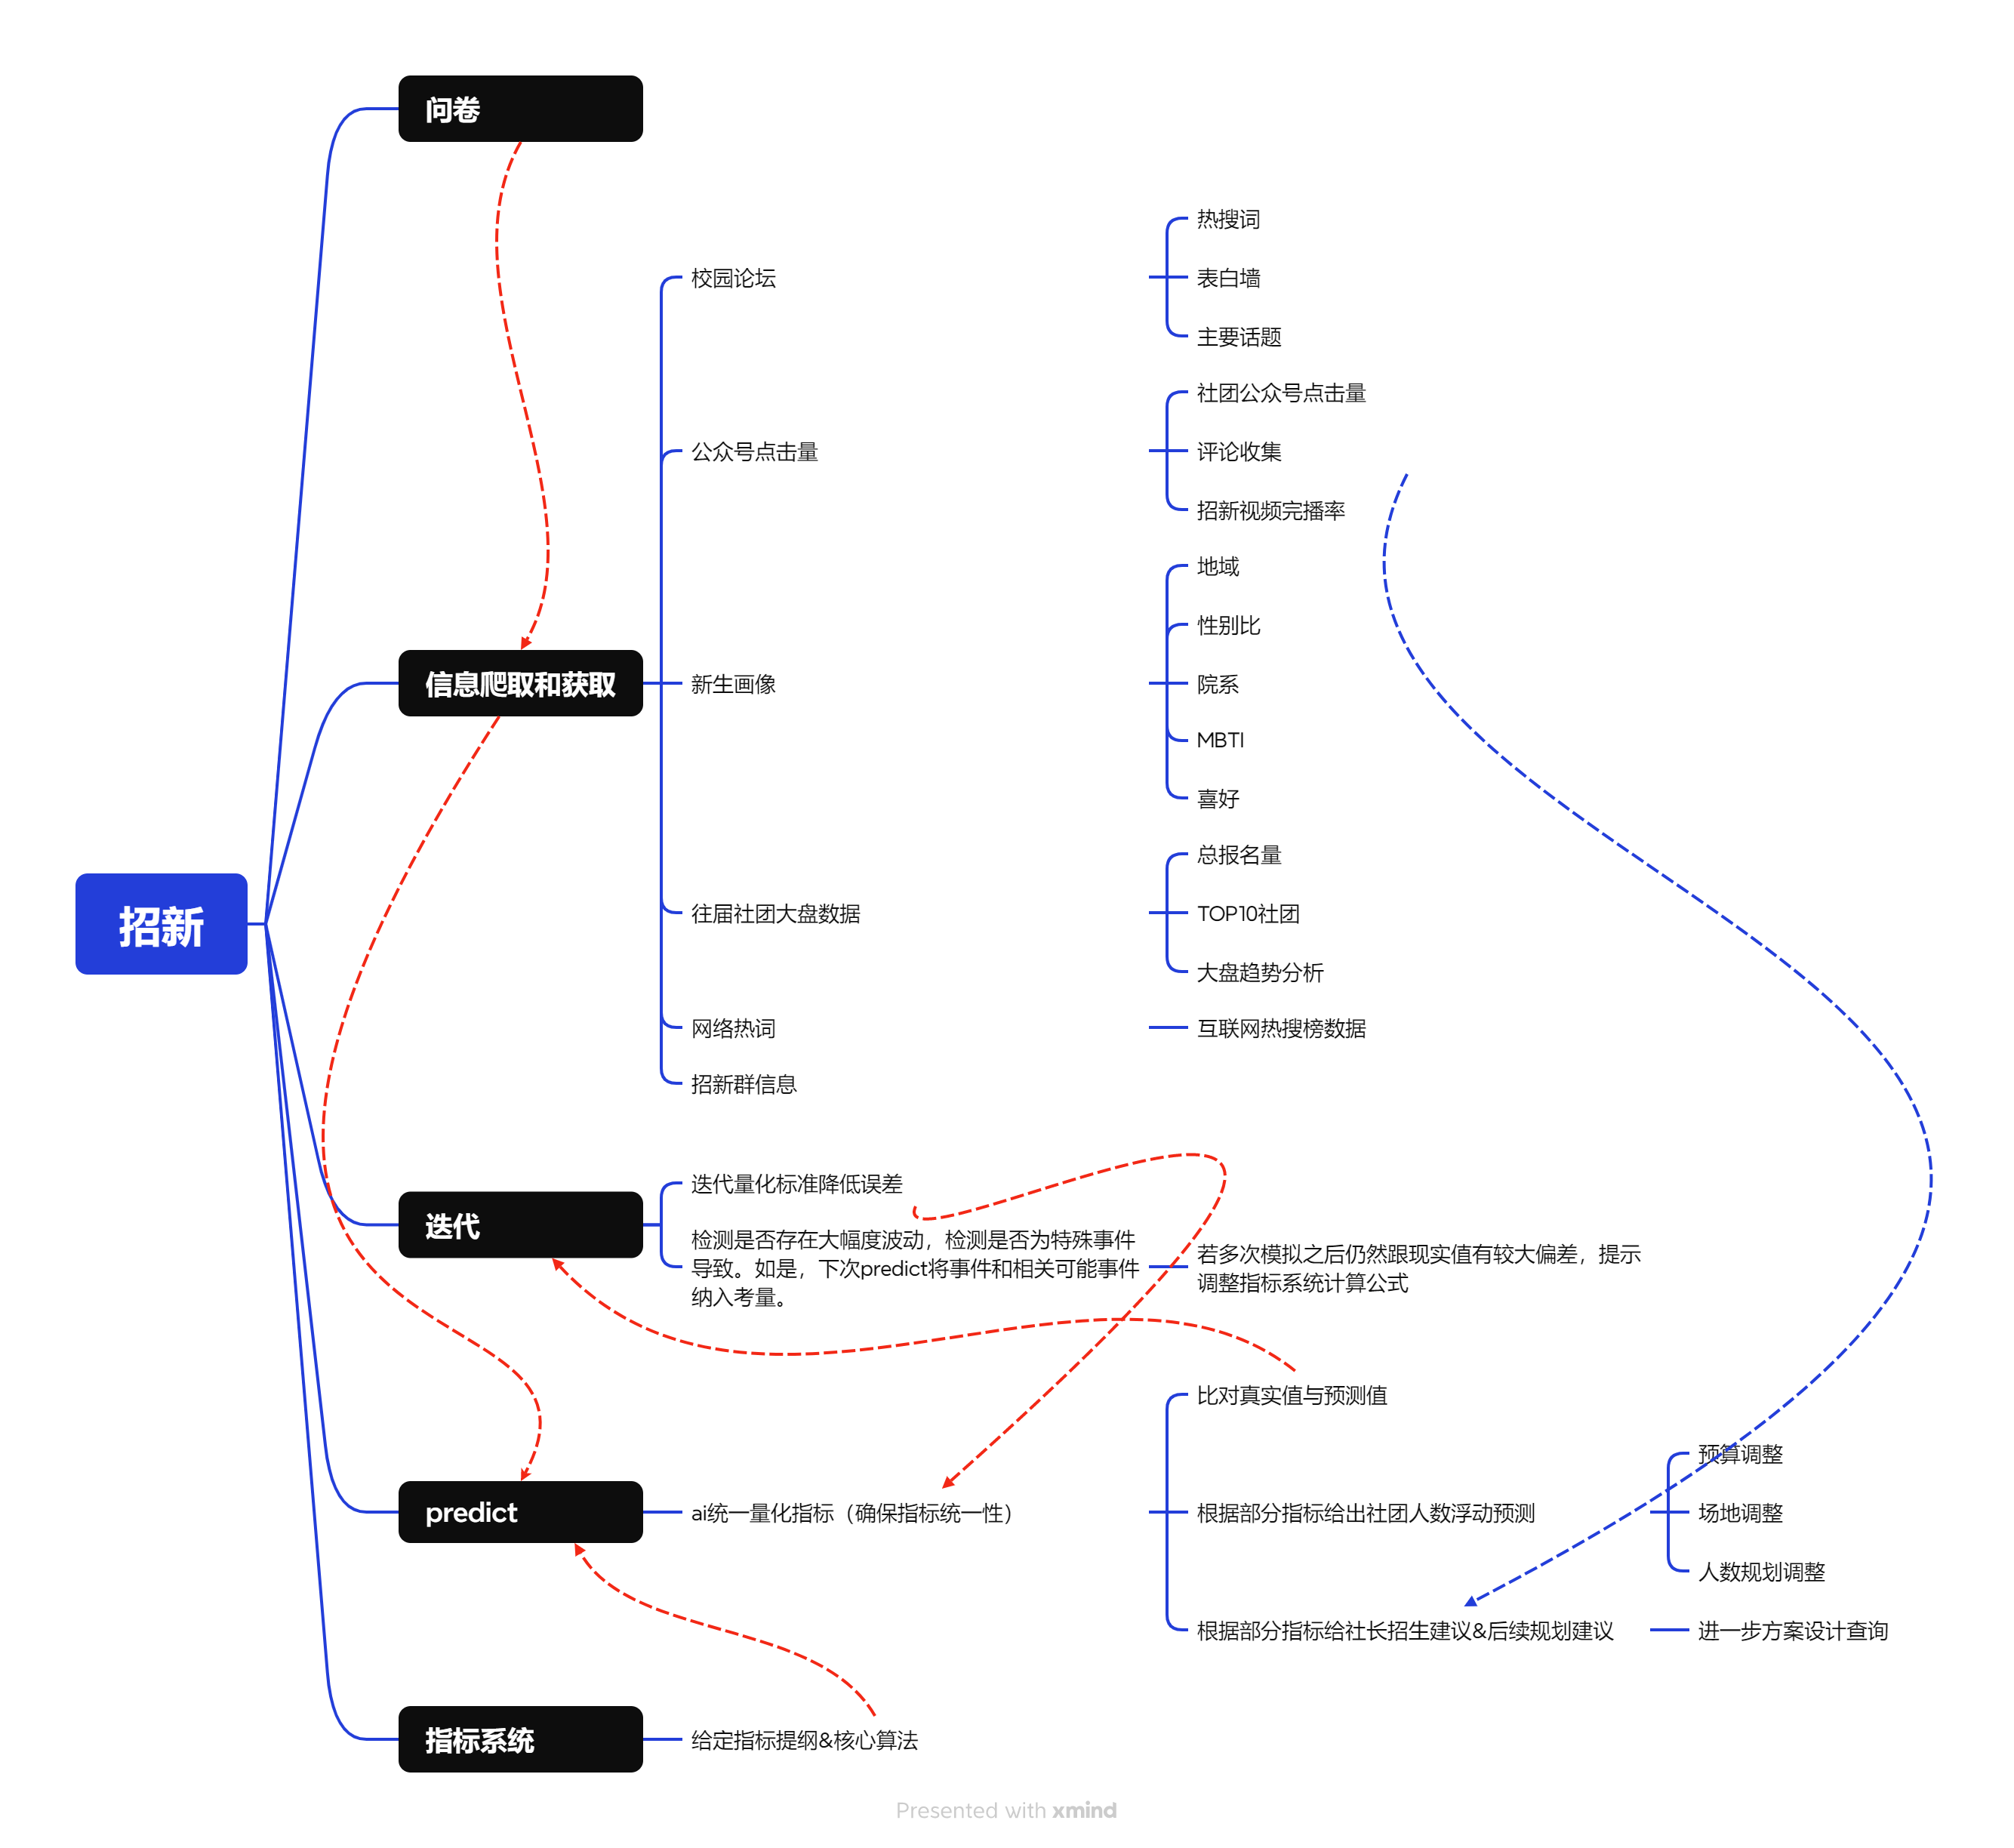 问卷
热搜词
校园论坛
表白墙
主要话题
社团公众号点击量
公众号点击量
评论收集
招新视频完播率
地域
性别比
信息爬取和获取
新生画像
院系
MBTI
喜好
总报名量
招新
往届社团大盘数据
TOP10社团
大盘趋势分析
网络热词
互联网热搜榜数据
招新群信息
迭代
迭代量化标准降低误差
检测是否存在大幅度波动，检测是否为特殊事件
导致。如是，下次predict将事件和相关可能事件
纳入考量。
若多次模拟之后仍然跟现实值有较大偏差，提示
调整指标系统计算公式
比对真实值与预测值
predict
ai统一量化指标（确保指标统一性）
根据部分指标给出社团人数浮动预测
预算调整
场地调整
人数规划调整
根据部分指标给社长招生建议&后续规划建议
进一步方案设计查询
指标系统
给定指标提纲&核心算法
Presented with xmind